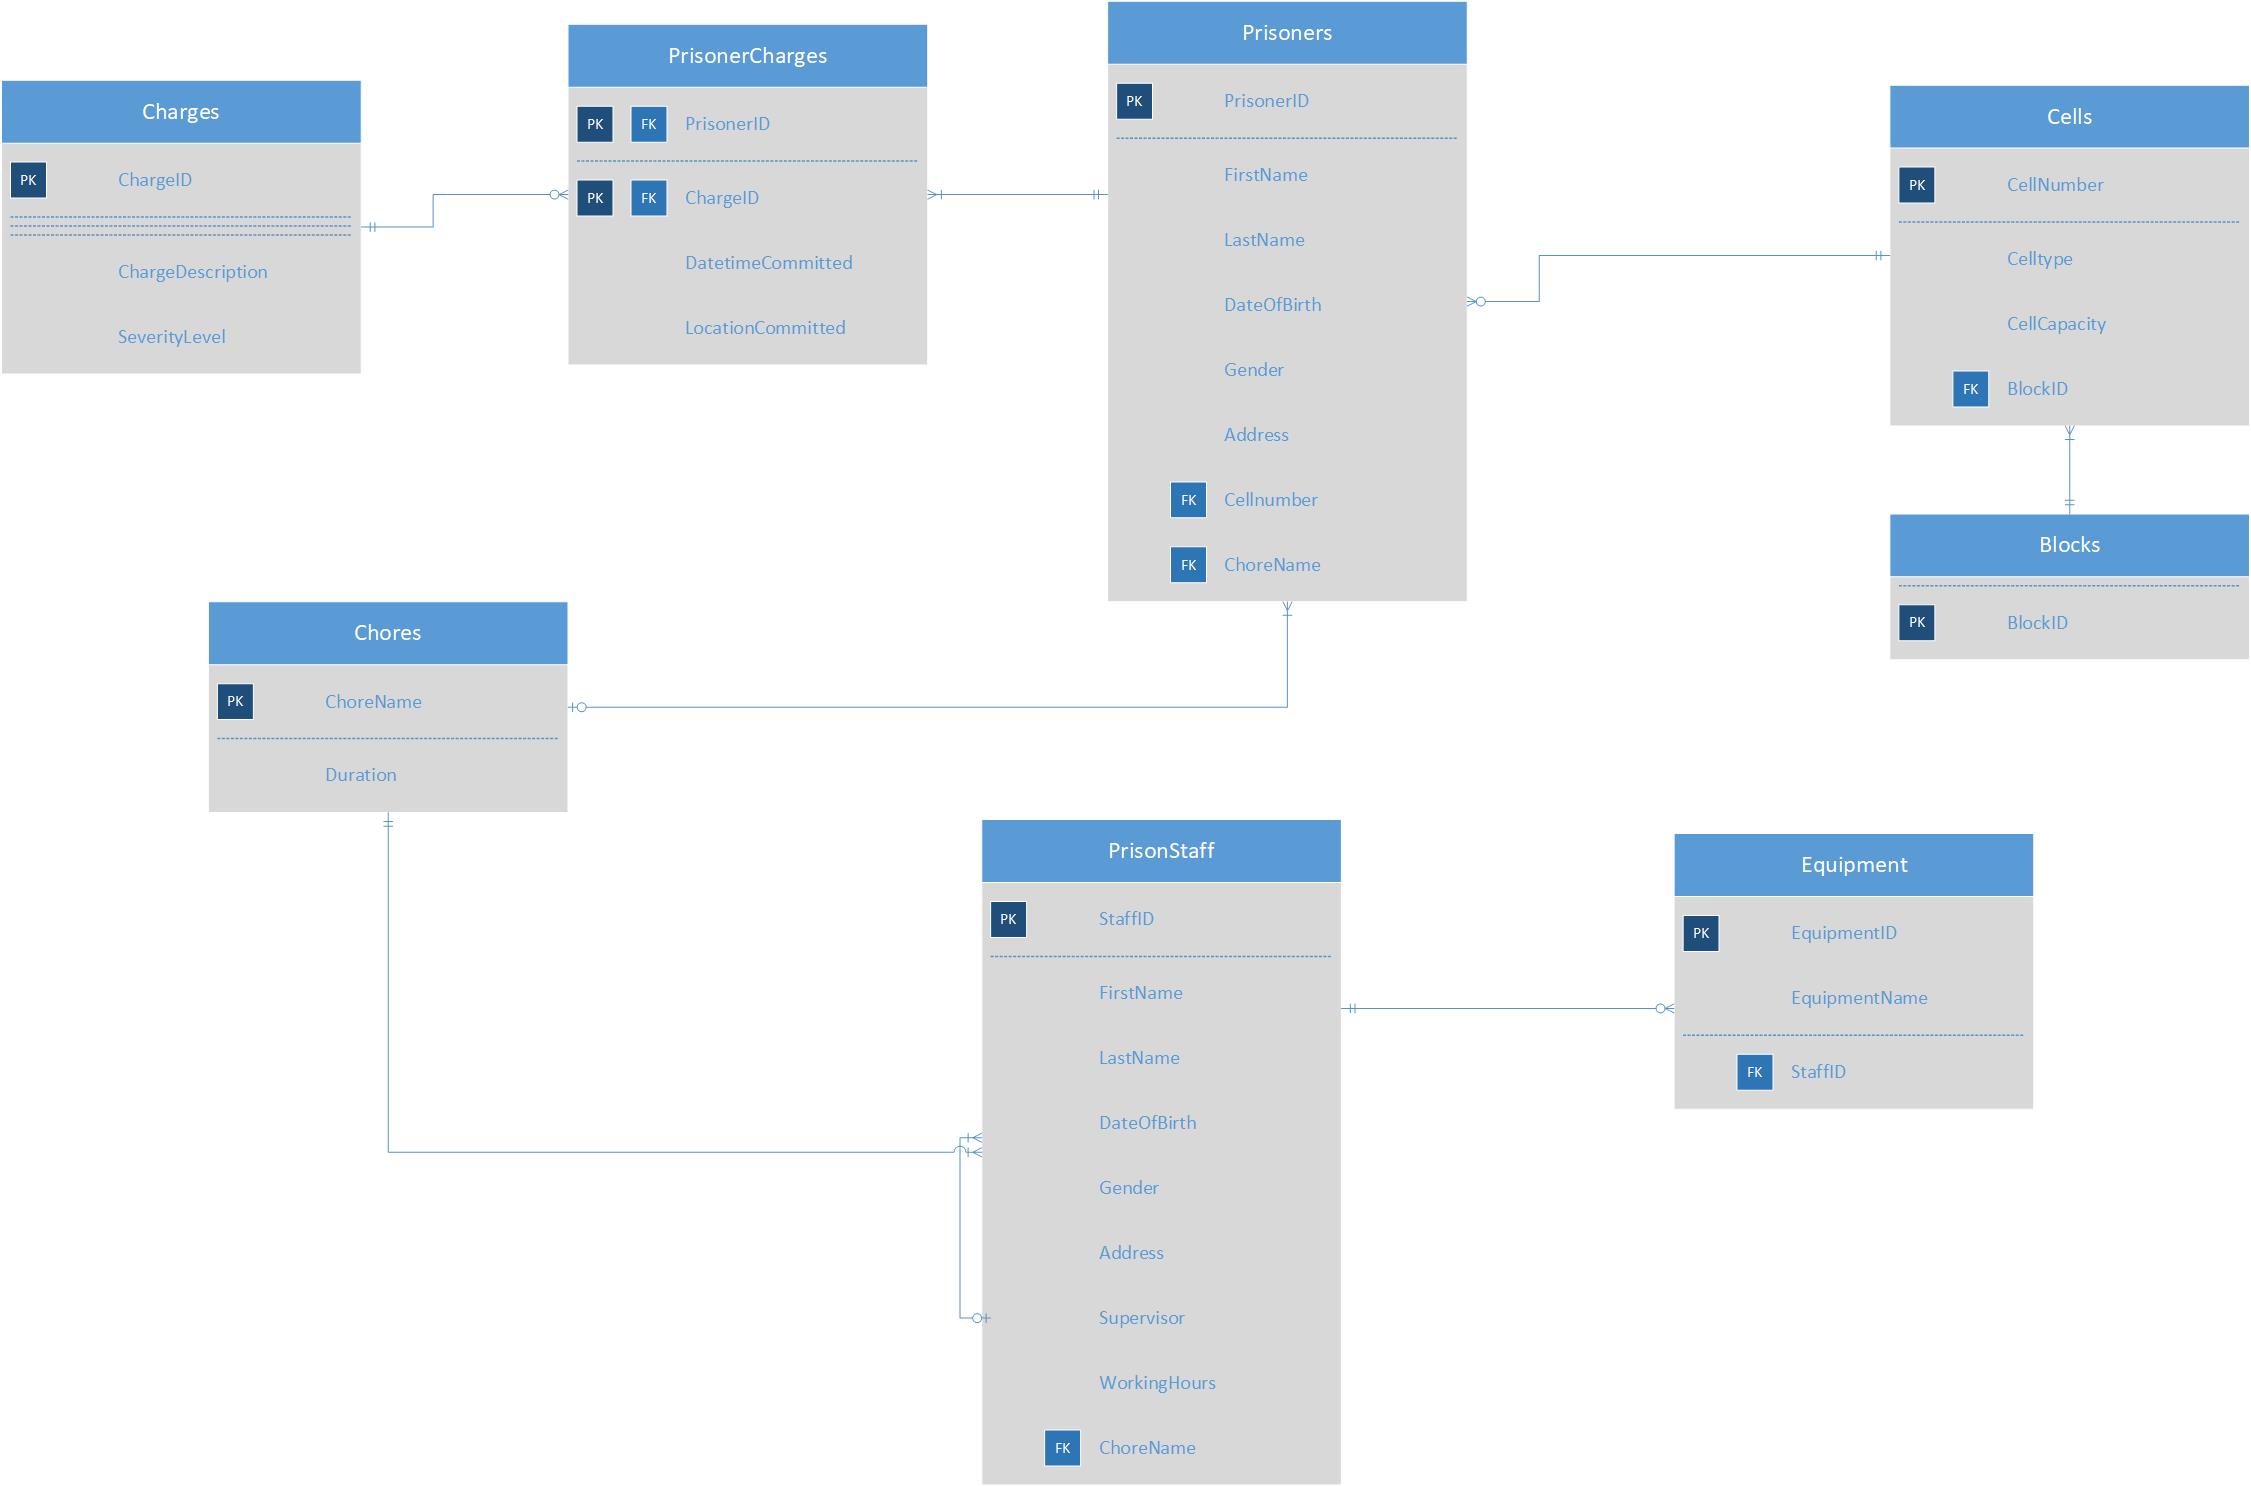 Charges
PK ChargeID
ChargeDescription
SeverityLevel
PrisonerCharges
PK FK PrisonerID
PK FK ChargeID
DatetimeCommitted
LocationCommitted
Prisoners
PK PrisonerID
FirstName
LastName
DateOfBirth
Gender
Address
FK Cellnumber
FK ChoreName
Cells
PK CellNumber
Celltype
CellCapacity
FK BlockID
Blocks
PK BlockID
Chores
PK ChoreName
Duration
PrisonStaff
PK StaffID
FirstName
LastName
DateOfBirth
Gender
Address
Supervisor
WorkingHours
FK ChoreName
Equipment
PK EquipmentID
EquipmentName
FK StaffID